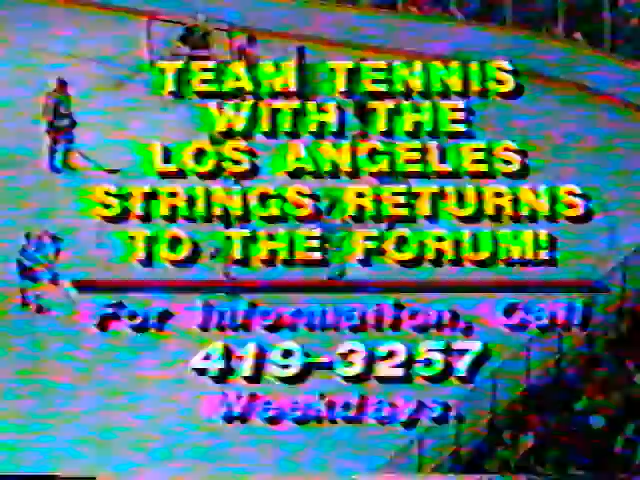 TEAM TENNIS
WITH THE
LOS ANGELES
STRINGS RETURNS
TO THE FORUM!
For Information, Call
419-3257
Weekdays.